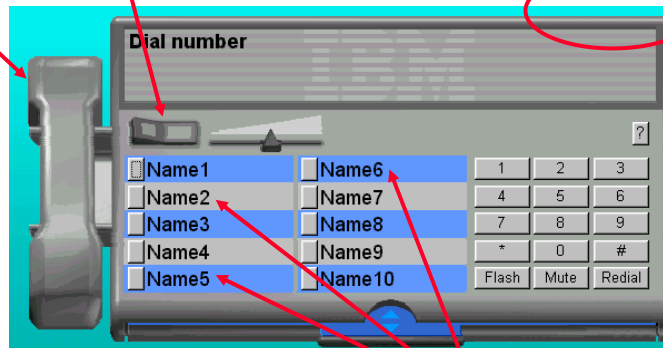 Dial number
IBM
?
Name1 Name6 1 2 3
Name2 Name7 4 5 6
Name3 Name8 7 8 9
Name4 Name9 * 0 #
Name5 Name10 Flash Mute Redial